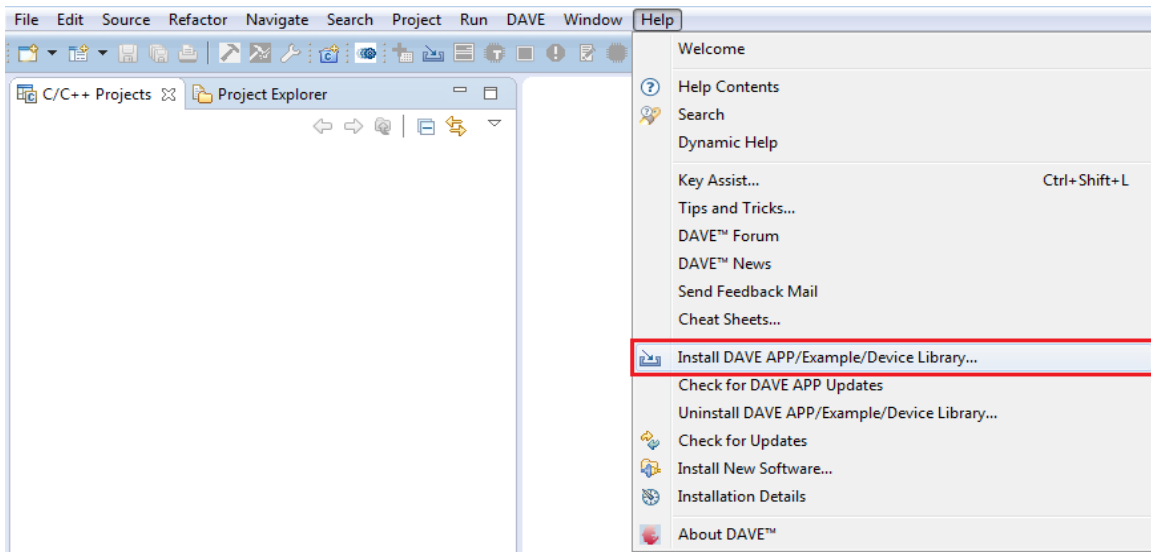 File Edit Source Refactor Navigate Search Project Run DAVE Window Help
C/C++ Projects Project Explorer
Welcome
Help Contents
Search
Dynamic Help
Key Assist... Ctrl+Shift+L
Tips and Tricks...
DAVE™ Forum
DAVE™ News
Send Feedback Mail
Cheat Sheets...
Install DAVE APP/Example/Device Library...
Check for DAVE APP Updates
Uninstall DAVE APP/Example/Device Library...
Check for Updates
Install New Software...
Installation Details
About DAVE™